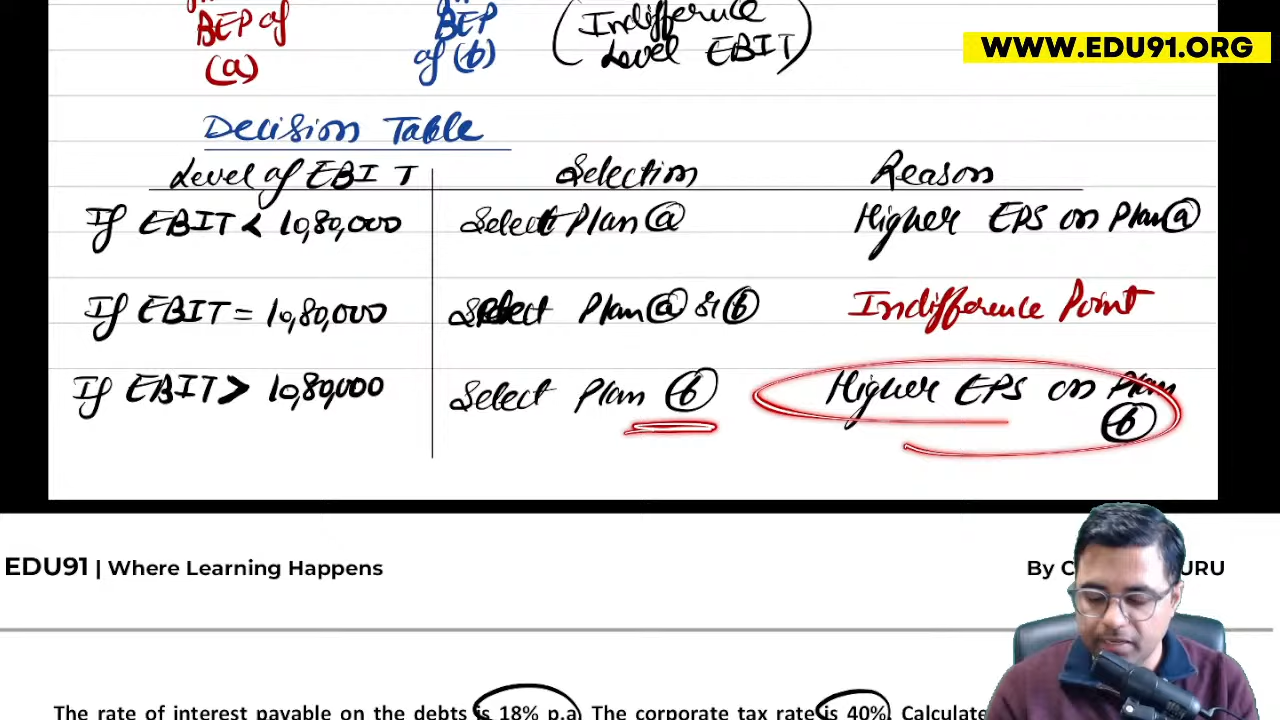 BEP of
(a)
BEP
of (b)
(Indifference
Level EBIT)
WWW.EDU91.ORG
Decision Table
Level of EBIT Selection Reason
If EBIT < 10,80,000 Select Plan (a) Higher EPS on Plan (a)
If EBIT = 10,80,000 Select Plan (a) or (b) Indifference Point
If EBIT > 10,80,000 Select Plan (b) Higher EPS on Plan
(b)
EDU91 | Where Learning Happens
By C URU
The rate of interest payable on the debts is 18% p.a. The corporate tax rate is 40%. Calculate